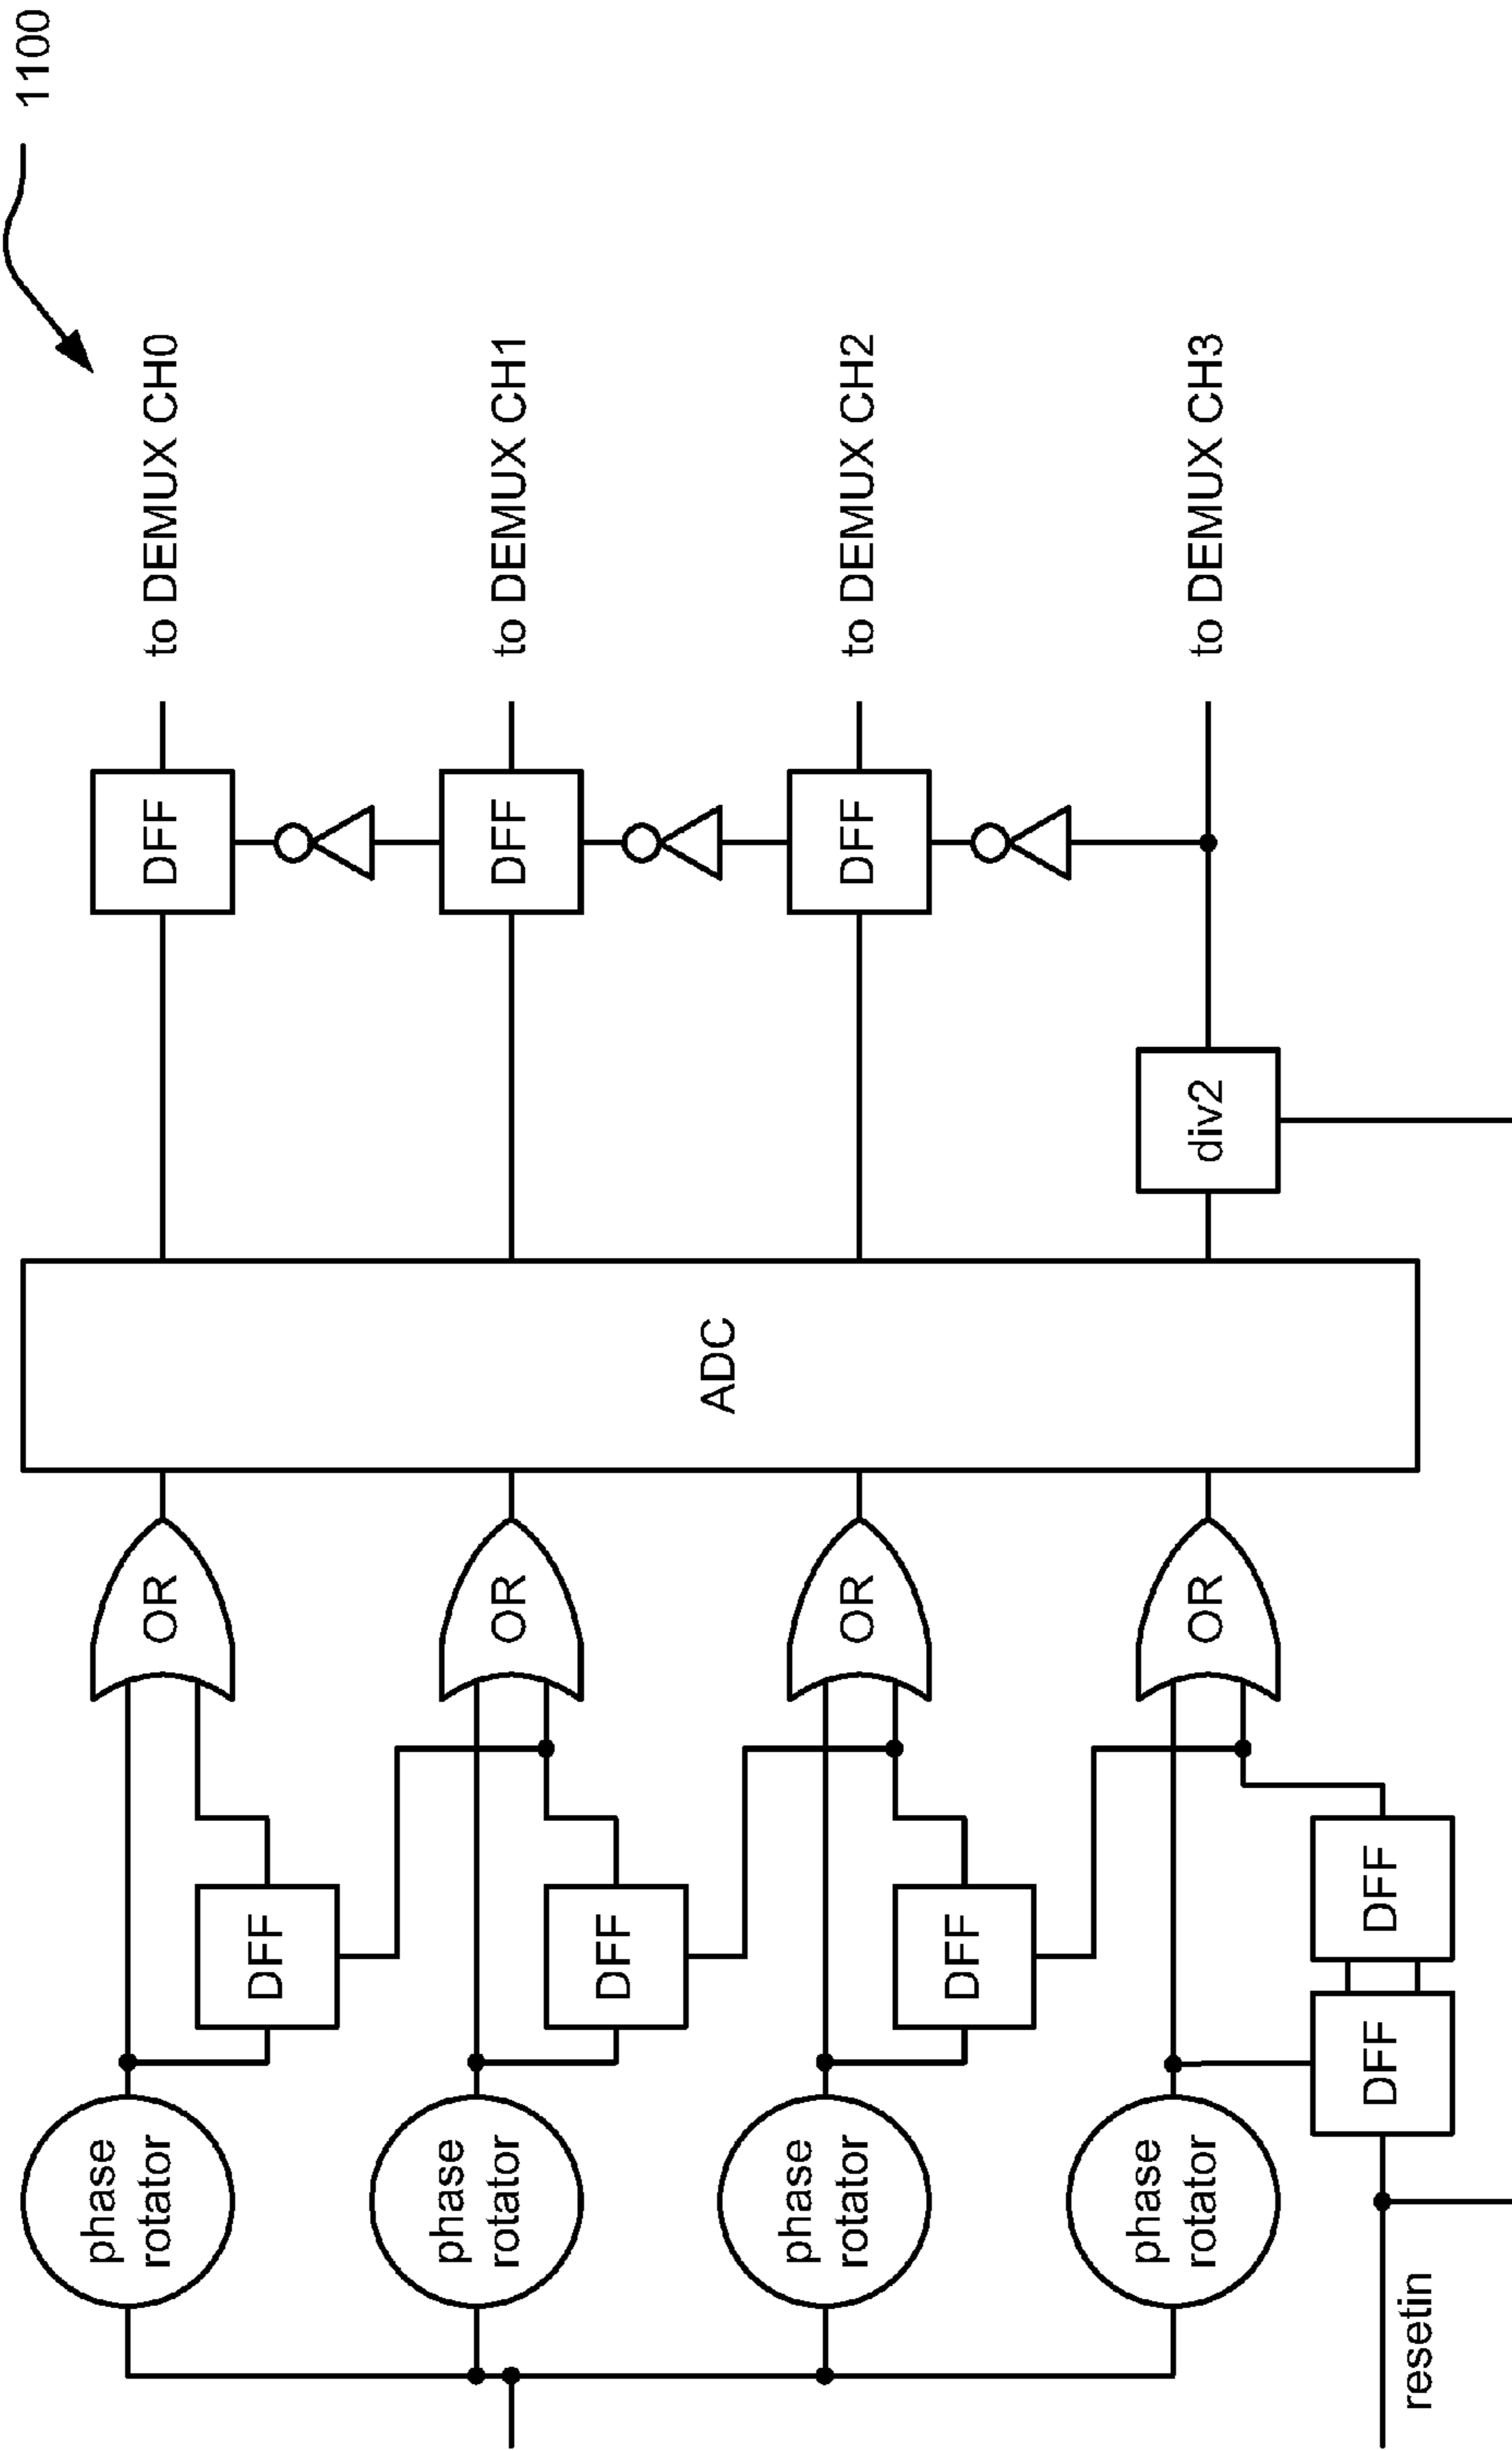 1100
phase
rotator
DFF
OR
DFF
to DEMUX CH0
phase
rotator
DFF
OR
DFF
to DEMUX CH1
ADC
phase
rotator
DFF
OR
DFF
to DEMUX CH2
phase
rotator
OR
div2
to DEMUX CH3
DFF
DFF
resetin